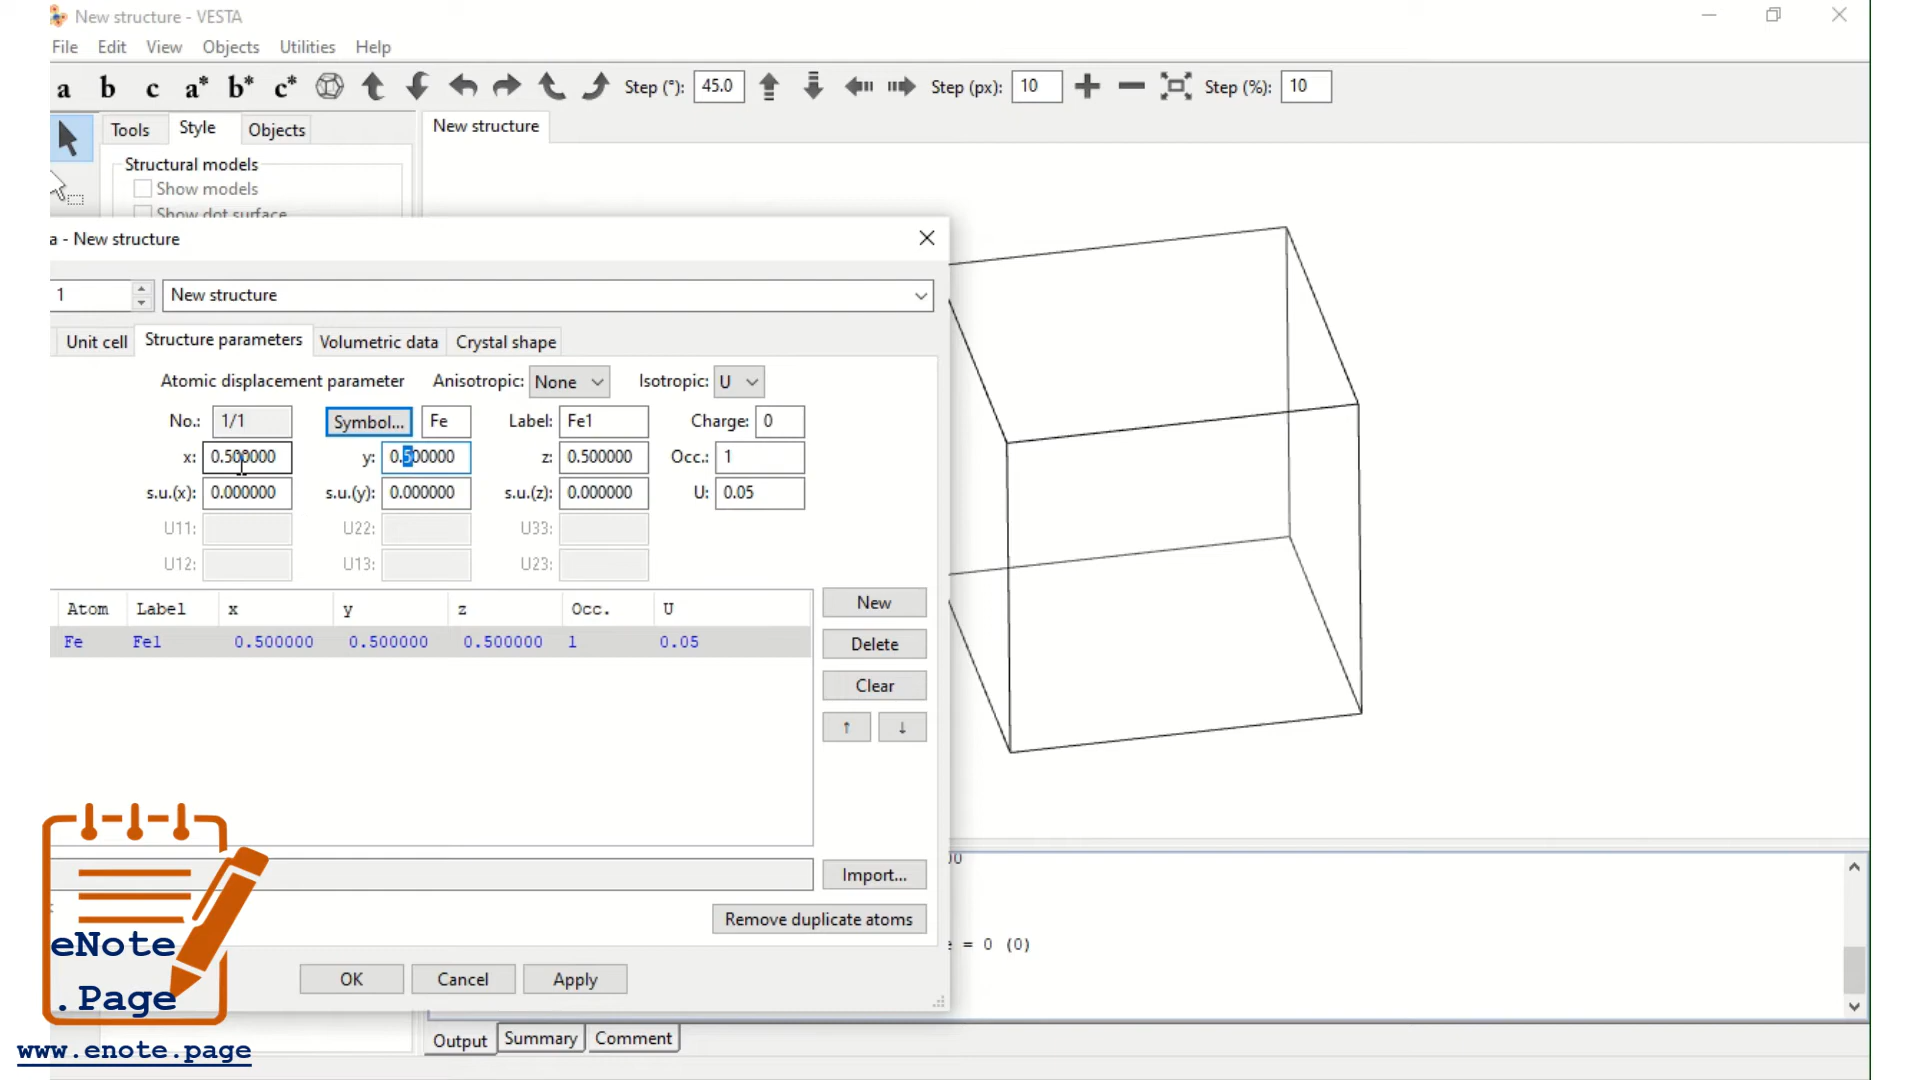 New structure - VESTA
File Edit View Objects Utilities Help
a b c a* b* c* Step (°): 45.0 Step (px): 10 Step (%): 10
Tools Style Objects New structure
Structural models
Show models
Show dot surface
a - New structure
1 New structure
Unit cell Structure parameters Volumetric data Crystal shape
Atomic displacement parameter Anisotropic: None Isotropic: U
No.: 1/1 Symbol... Fe Label: Fe1 Charge: 0
x: 0.500000 y: 0.500000 z: 0.500000 Occ.: 1
s.u.(x): 0.000000 s.u.(y): 0.000000 s.u.(z): 0.000000 U: 0.05
U11: U22: U33:
U12: U13: U23:
Atom Label x y z Occ. U
Fe Fe1 0.500000 0.500000 0.500000 1 0.05
New
Delete
Clear
↑ ↓
Import...
Remove duplicate atoms
= 0 (0)
OK Cancel Apply
Output Summary Comment
eNote
.Page
www.enote.page